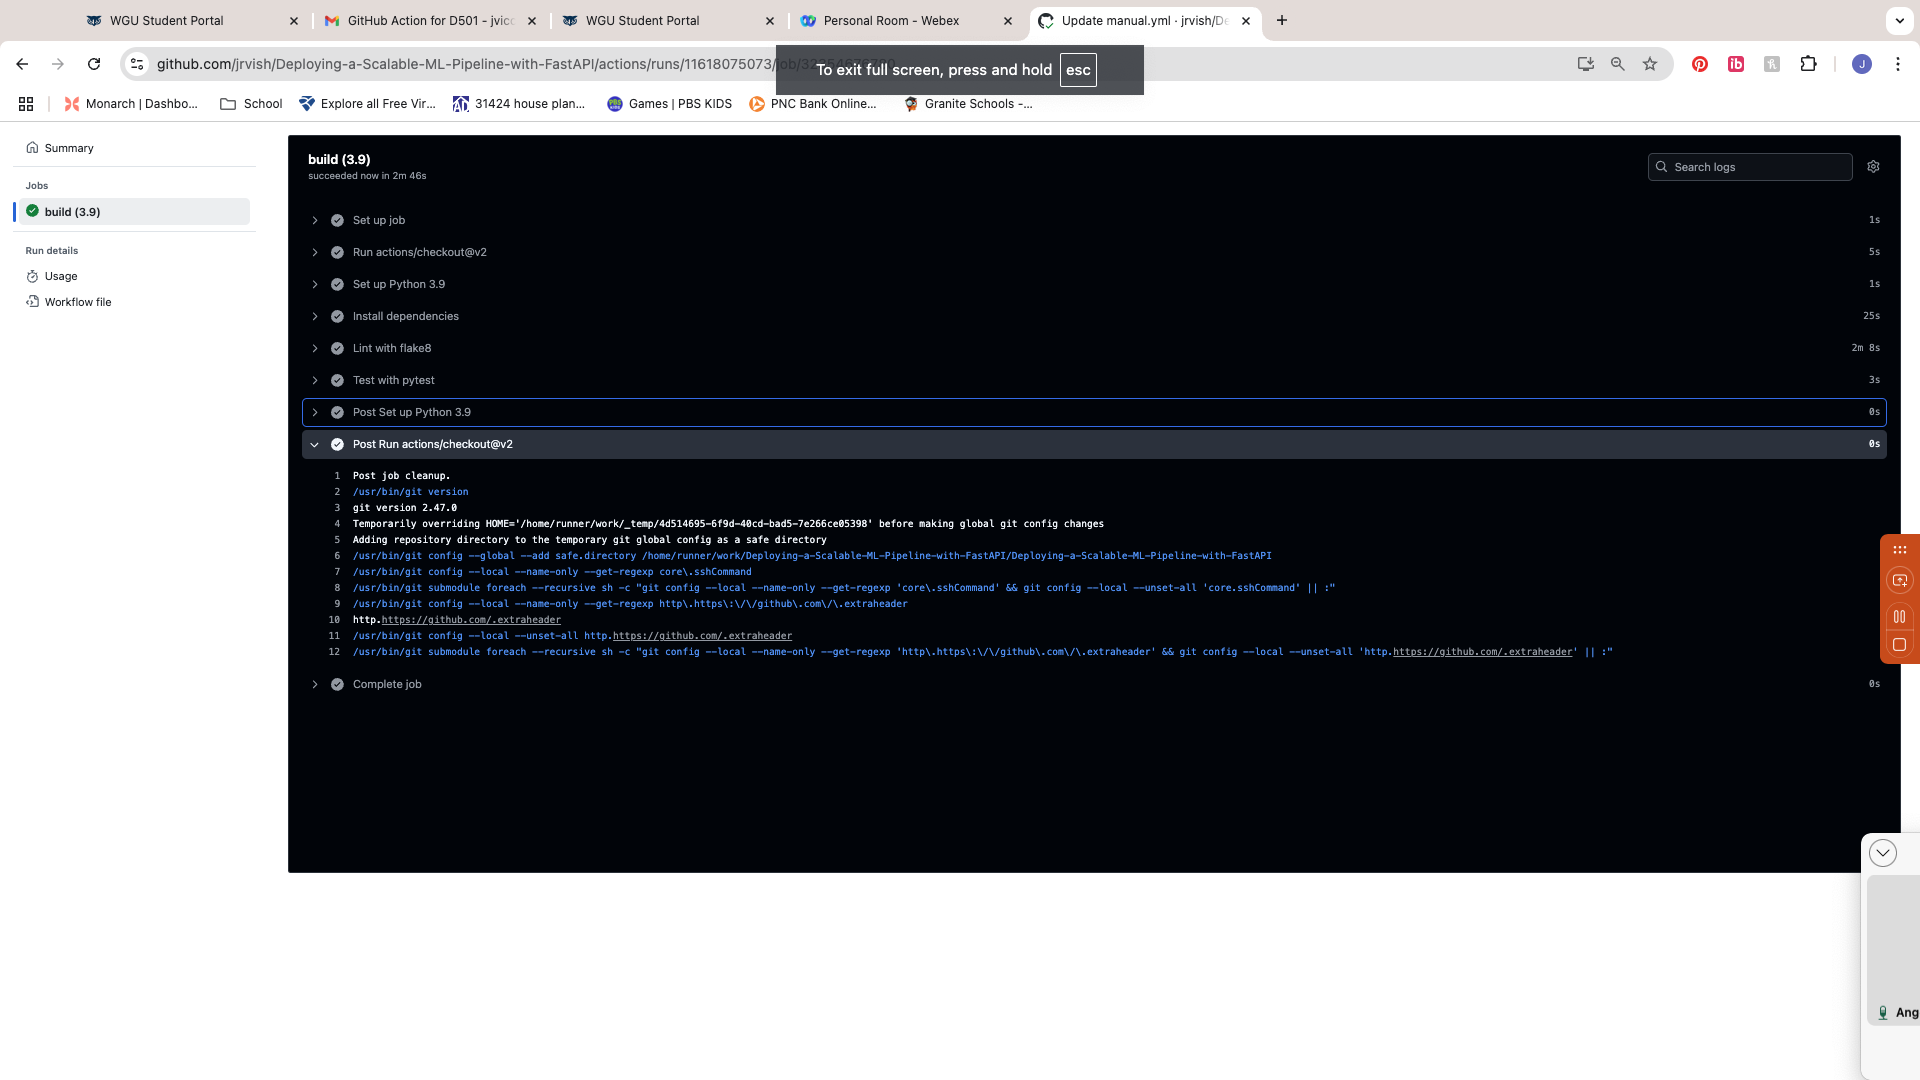 WGU Student Portal
GitHub Action for D501 - jvic
WGU Student Portal
Personal Room - Webex
Update manual.yml · jrvish/De
github.com/jrvish/Deploying-a-Scalable-ML-Pipeline-with-FastAPI/actions/runs/11618075073/job/
To exit full screen, press and hold esc
Monarch | Dashbo...
School
Explore all Free Vir...
31424 house plan...
Games | PBS KIDS
PNC Bank Online...
Granite Schools -...
Summary
Jobs
build (3.9)
Run details
Usage
Workflow file
build (3.9)
succeeded now in 2m 46s
Search logs
Set up job 1s
Run actions/checkout@v2 5s
Set up Python 3.9 1s
Install dependencies 25s
Lint with flake8 2m 8s
Test with pytest 3s
Post Set up Python 3.9 0s
Post Run actions/checkout@v2 0s
1 Post job cleanup.
2 /usr/bin/git version
3 git version 2.47.0
4 Temporarily overriding HOME='/home/runner/work/_temp/4d514695-6f9d-40cd-bad5-7e266ce05398' before making global git config changes
5 Adding repository directory to the temporary git global config as a safe directory
6 /usr/bin/git config --global --add safe.directory /home/runner/work/Deploying-a-Scalable-ML-Pipeline-with-FastAPI/Deploying-a-Scalable-ML-Pipeline-with-FastAPI
7 /usr/bin/git config --local --name-only --get-regexp core\.sshCommand
8 /usr/bin/git submodule foreach --recursive sh -c "git config --local --name-only --get-regexp 'core\.sshCommand' && git config --local --unset-all 'core.sshCommand' || :"
9 /usr/bin/git config --local --name-only --get-regexp http\.https\:\/\/github\.com\/\.extraheader
10 http.https://github.com/.extraheader
11 /usr/bin/git config --local --unset-all http.https://github.com/.extraheader
12 /usr/bin/git submodule foreach --recursive sh -c "git config --local --name-only --get-regexp 'http\.https\:\/\/github\.com\/\.extraheader' && git config --local --unset-all 'http.https://github.com/.extraheader' || :"
Complete job 0s
Ang